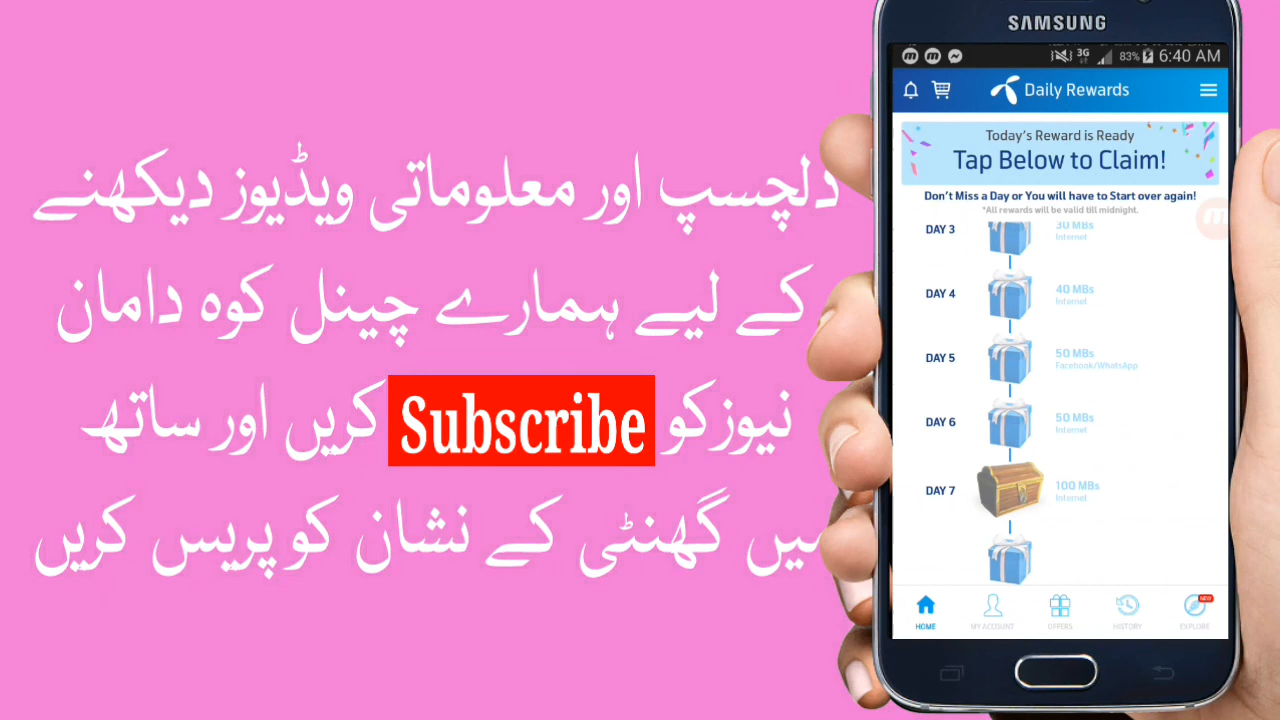 دلچسپ اور معلوماتی ویڈیوز دیکھنے
کے لیے ہمارے چینل کوہ دامان
نیوزکو Subscribe کریں اور ساتھ
میں گھنٹی کے نشان کو پریس کریں
SAMSUNG
3G 83% 6:40 AM
Daily Rewards
Today's Reward is Ready
Tap Below to Claim!
Don't Miss a Day or You will have to Start over again!
*All rewards will be valid till midnight.
DAY 3 30 MBs
Internet
DAY 4 40 MBs
Internet
DAY 5 50 MBs
Facebook/WhatsApp
DAY 6 50 MBs
Internet
DAY 7 100 MBs
Internet
NEW
HOME MY ACCOUNT OFFERS HISTORY EXPLORE